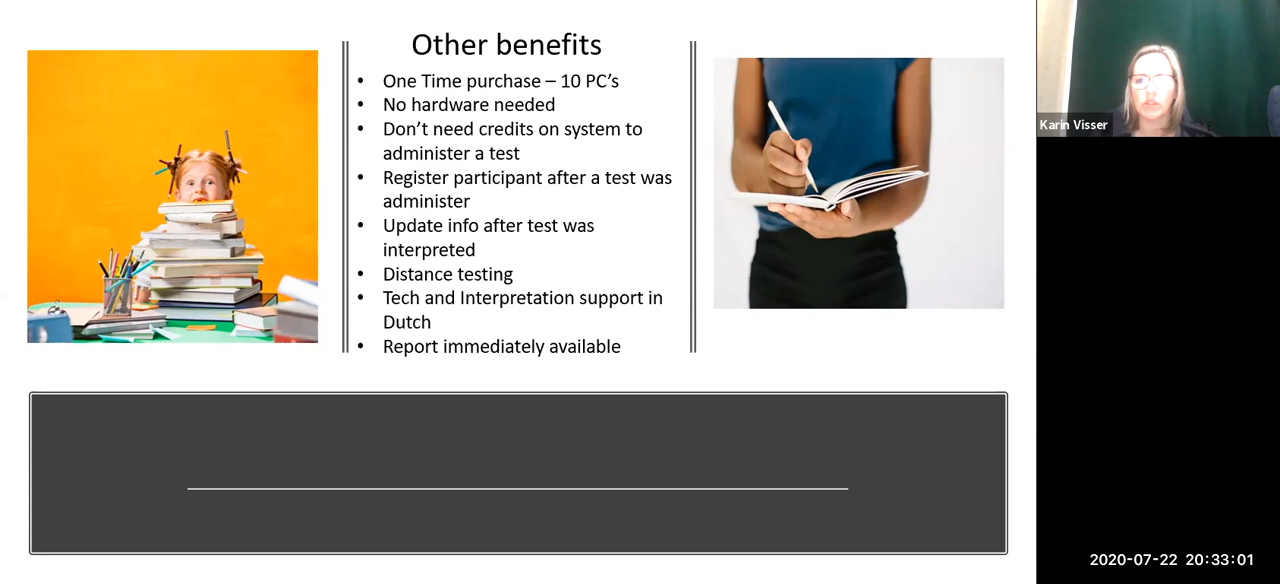 Other benefits
• One Time purchase – 10 PC’s
• No hardware needed
• Don’t need credits on system to
administer a test
• Register participant after a test was
administer
• Update info after test was
interpreted
• Distance testing
• Tech and Interpretation support in
Dutch
• Report immediately available
Karin Visser
2020-07-22 20:33:01